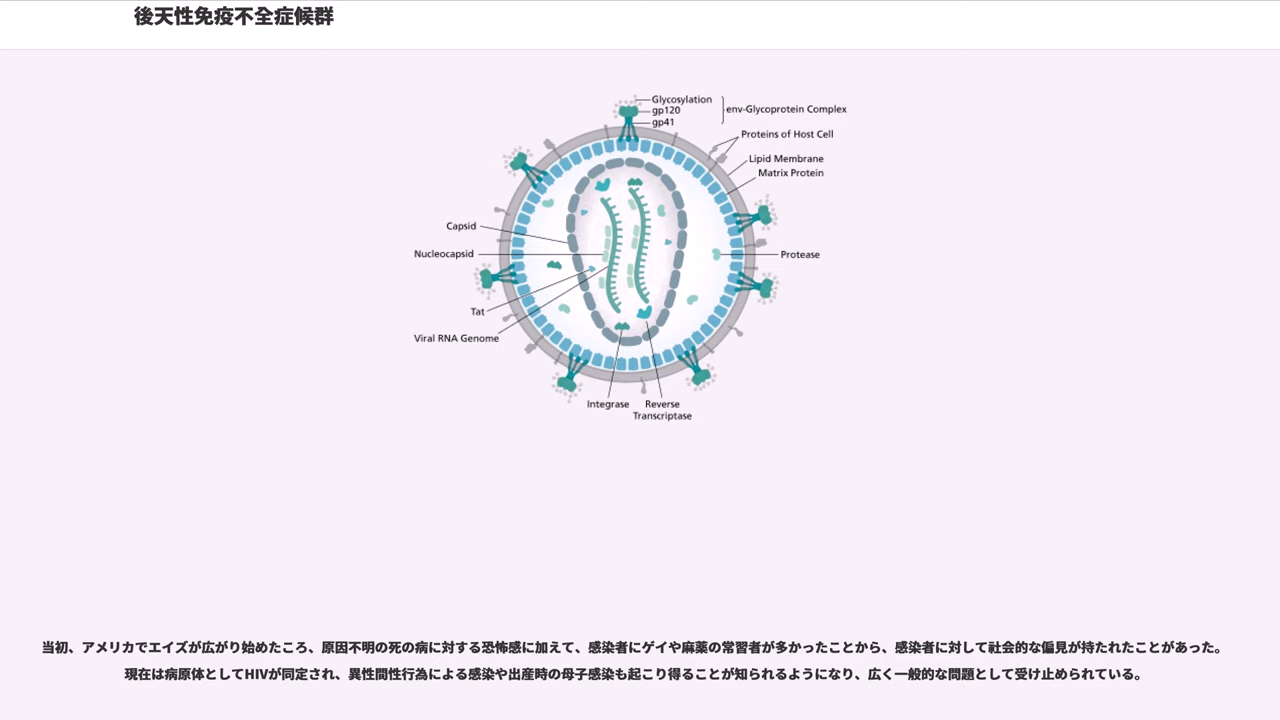 後天性免疫不全症候群
Glycosylation
gp120
gp41
env-Glycoprotein Complex
Proteins of Host Cell
Lipid Membrane
Matrix Protein
Capsid
Nucleocapsid
Protease
Tat
Viral RNA Genome
Integrase
Reverse
Transcriptase
当初、アメリカでエイズが広がり始めたころ、原因不明の死の病に対する恐怖感に加えて、感染者にゲイや麻薬の常習者が多かったことから、感染者に対して社会的な偏見が持たれたことがあった。
現在は病原体としてHIVが同定され、異性間性行為による感染や出産時の母子感染も起こり得ることが知られるようになり、広く一般的な問題として受け止められている。